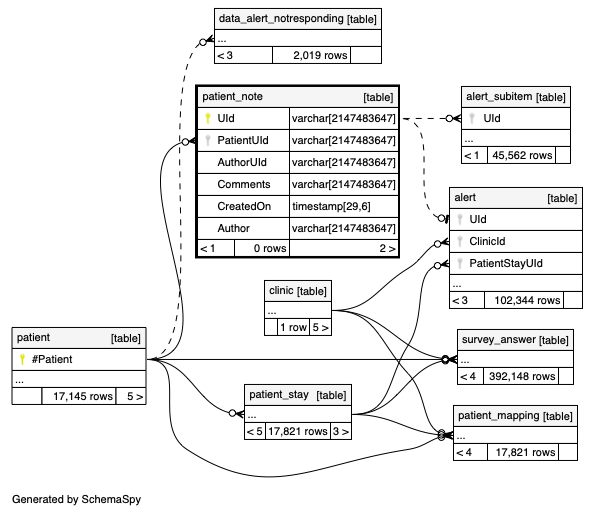 data_alert_notresponding [table]
...
< 3 2,019 rows
patient_note [table]
UId varchar[2147483647]
PatientUId varchar[2147483647]
AuthorUId varchar[2147483647]
Comments varchar[2147483647]
CreatedOn timestamp[29,6]
Author varchar[2147483647]
< 1 0 rows 2 >
alert_subitem [table]
UId
...
< 1 45,562 rows
alert [table]
UId
ClinicId
PatientStayUId
...
< 3 102,344 rows
clinic [table]
...
1 row 5 >
patient [table]
#Patient
...
17,145 rows 5 >
survey_answer [table]
...
< 4 392,148 rows
patient_stay [table]
...
< 5 17,821 rows 3 >
patient_mapping [table]
...
< 4 17,821 rows
Generated by SchemaSpy